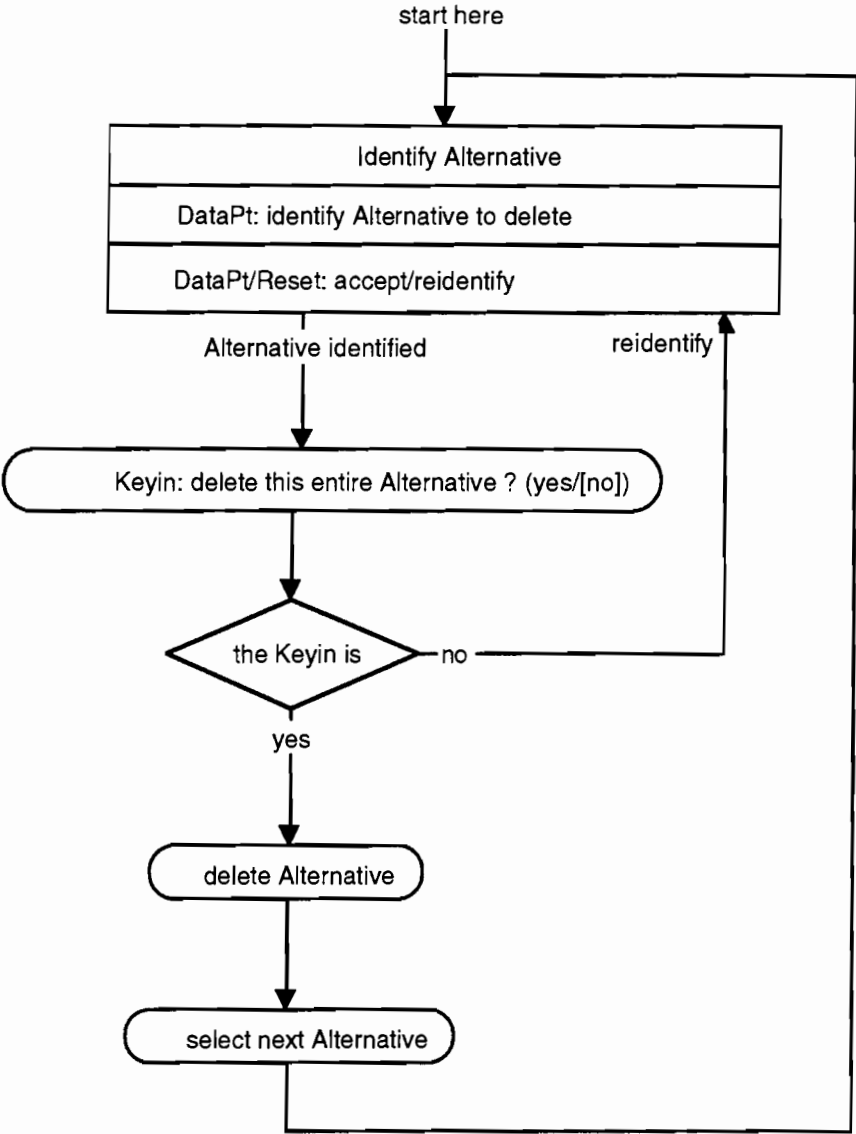 start here
Identify Alternative
DataPt: identify Alternative to delete
DataPt/Reset: accept/reidentify
Alternative identified
reidentify
Keyin: delete this entire Alternative ? (yes/[no])
the Keyin is
no
yes
delete Alternative
select next Alternative